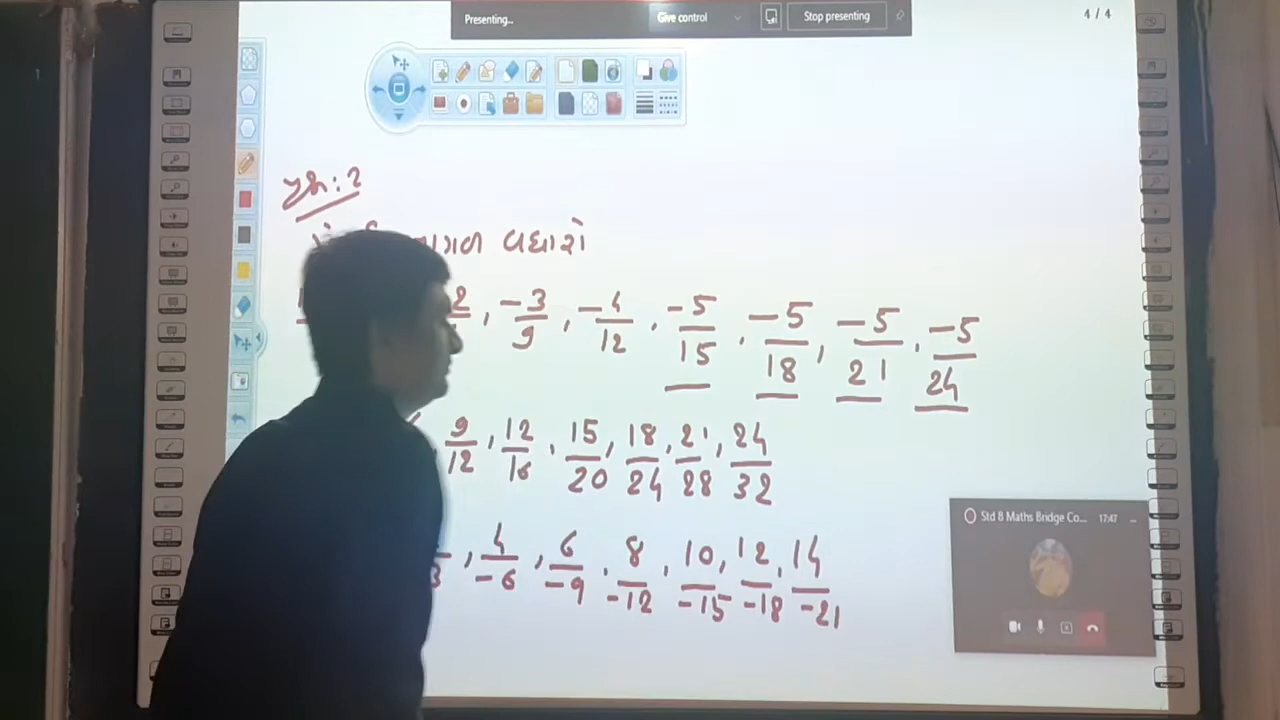 Presenting... Give control Stop presenting
4 / 4
પ્રશ્ન : 2
વધારો
-3/9, -4/12, -5/15, -5/18, -5/21, -5/24
9/12, 12/16, 15/20, 18/24, 21/28, 24/32
, 4/-6, 6/-9, 8/-12, 10/-15, 12/-18, 14/-21
Std 8 Maths Bridge Co... 17:47 ...